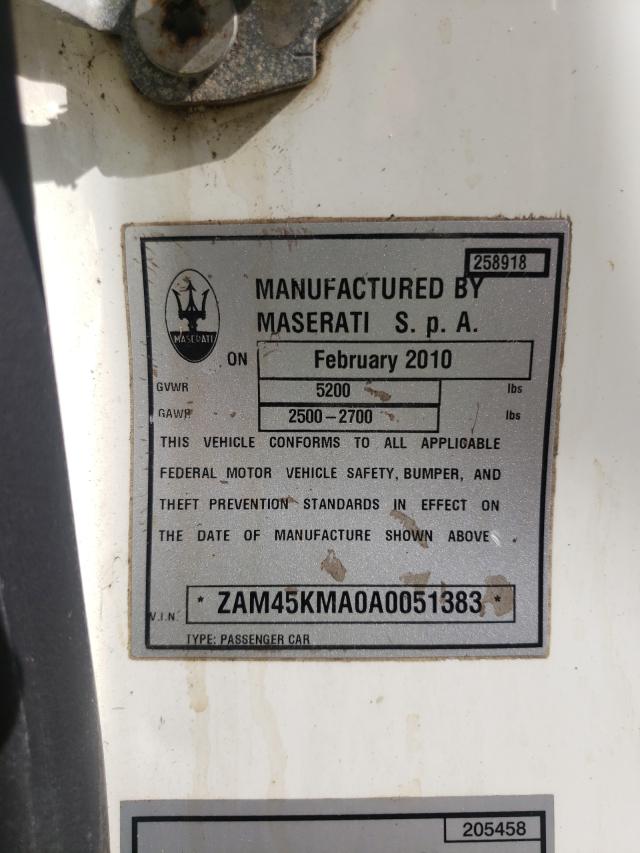 258918
MANUFACTURED BY
MASERATI S. p. A.
MASERATI
ON February 2010
GVWR 5200 lbs
GAWR 2500-2700 lbs
THIS VEHICLE CONFORMS TO ALL APPLICABLE
FEDERAL MOTOR VEHICLE SAFETY, BUMPER, AND
THEFT PREVENTION STANDARDS IN EFFECT ON
THE DATE OF MANUFACTURE SHOWN ABOVE
V.I.N. * ZAM45KMA0A0051383 *
TYPE: PASSENGER CAR
205458